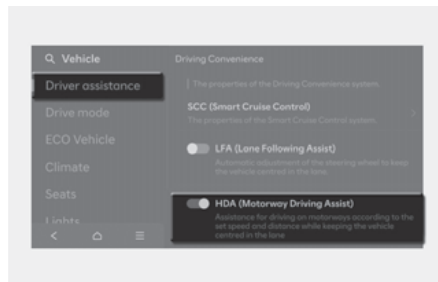 Vehicle
Driver assistance
Drive mode
ECO Vehicle
Climate
Seats
Lights
Driving Convenience
The properties of the Driving Convenience system
SCC (Smart Cruise Control)
The properties of the Smart Cruise Control system
LFA (Lane Following Assist)
Automatic adjustment of the steering wheel to keep
the vehicle centred in the lane
HDA (Motorway Driving Assist)
Assistance for driving on motorways according to the
set speed and distance while keeping the vehicle
centred in the lane